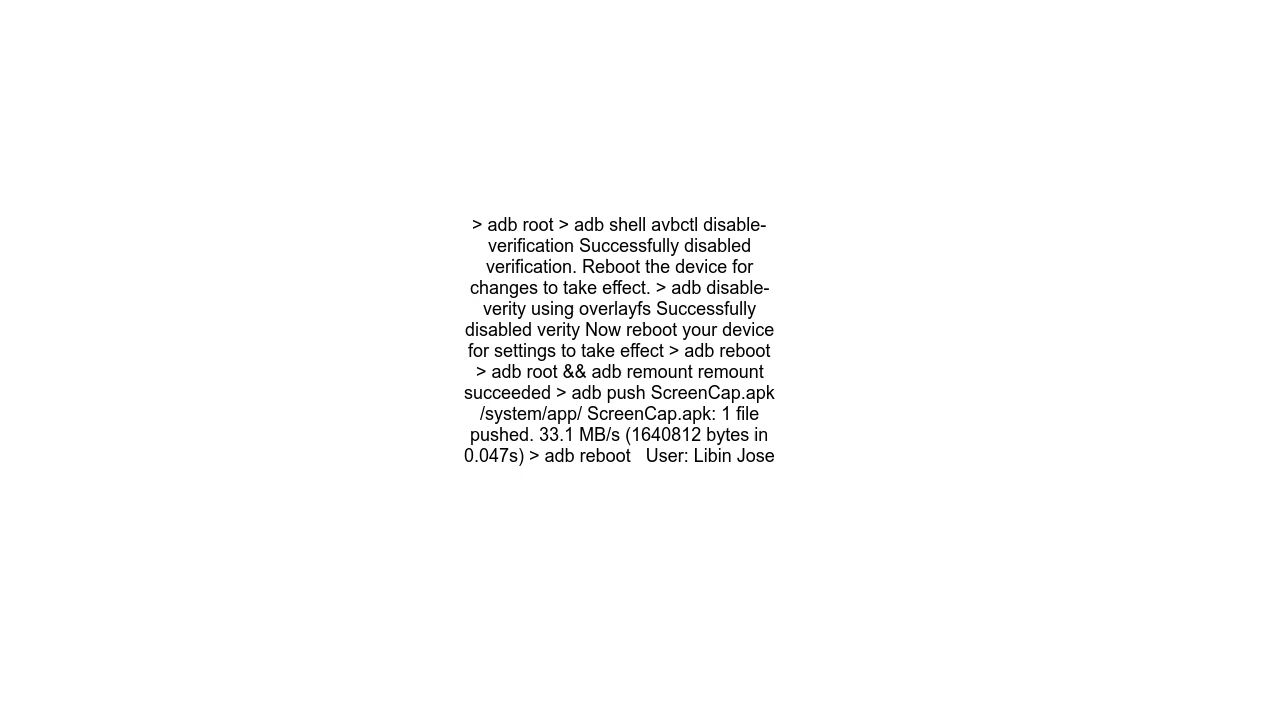 > adb root > adb shell avbctl disable-
verification Successfully disabled
verification. Reboot the device for
changes to take effect. > adb disable-
verity using overlayfs Successfully
disabled verity Now reboot your device
for settings to take effect > adb reboot
> adb root && adb remount remount
succeeded > adb push ScreenCap.apk
/system/app/ ScreenCap.apk: 1 file
pushed. 33.1 MB/s (1640812 bytes in
0.047s) > adb reboot   User: Libin Jose